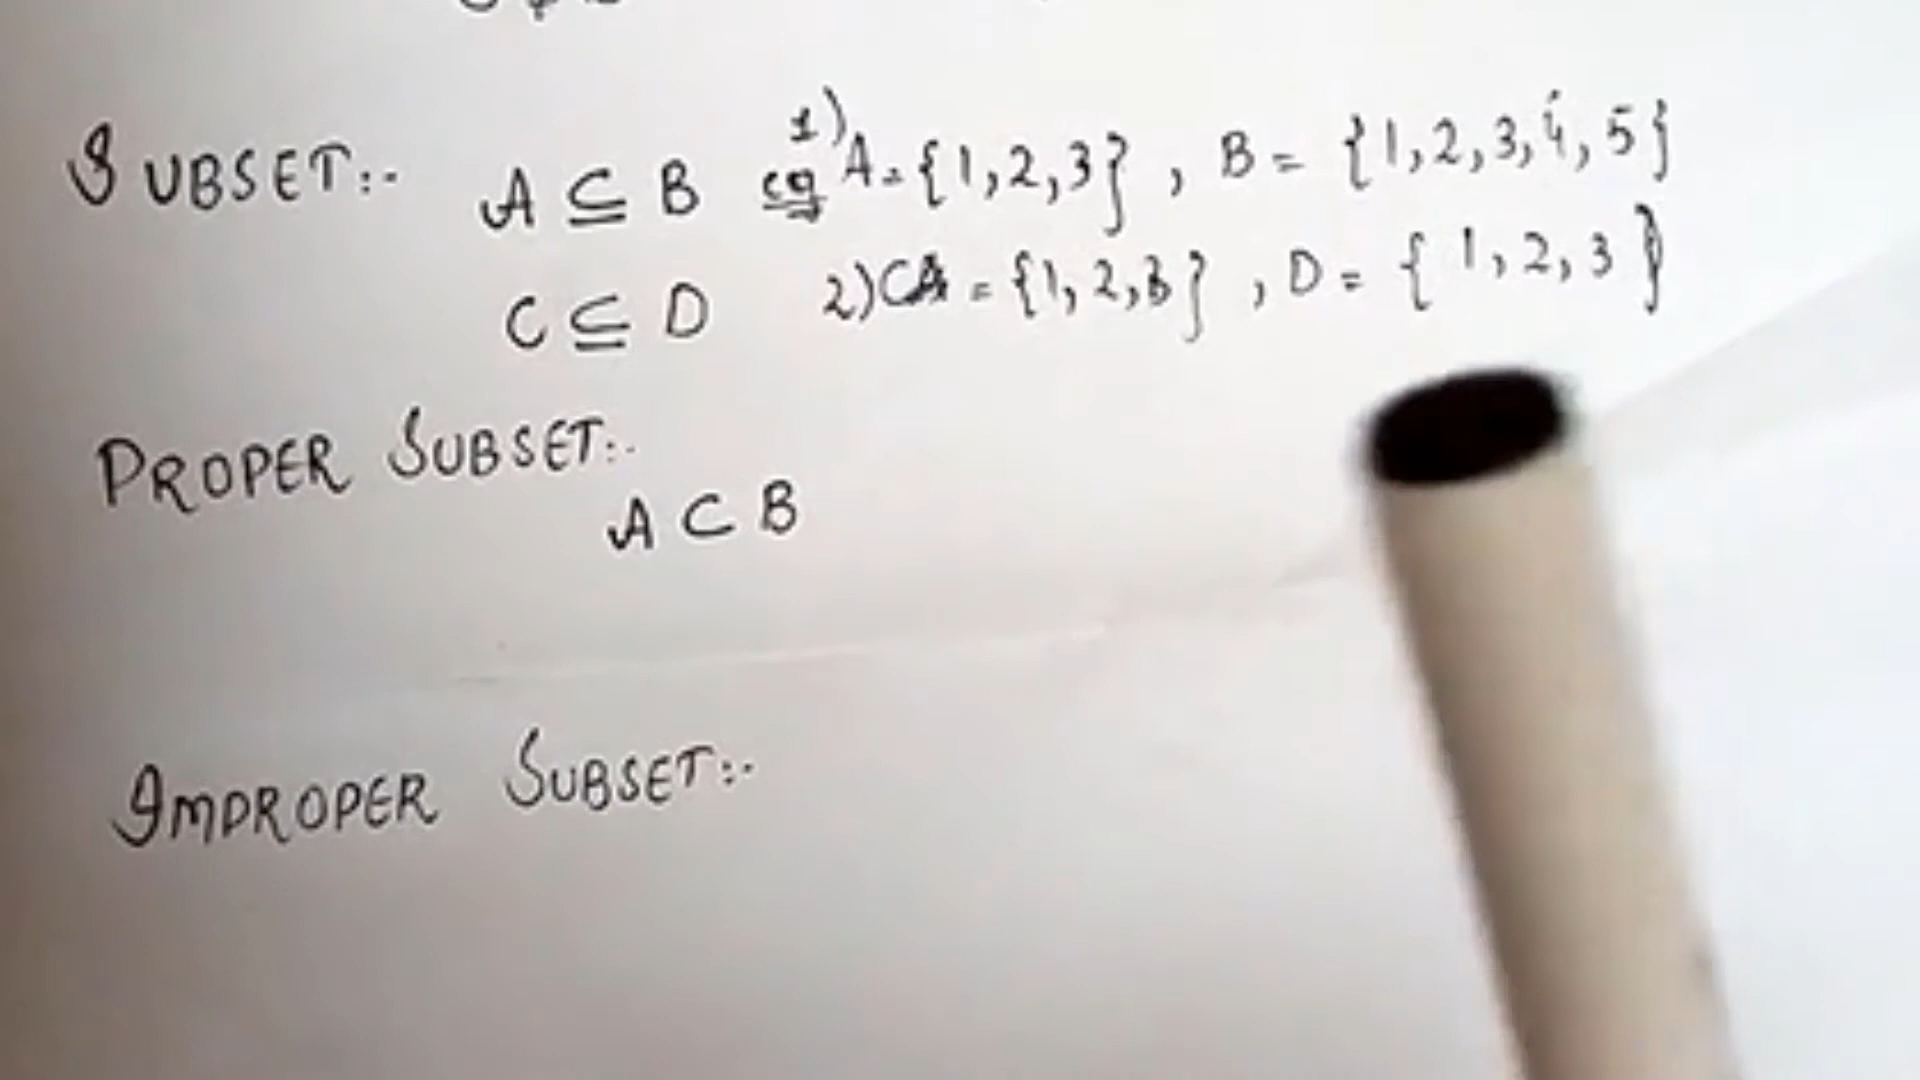 SUBSET:- A ⊆ B eg 1) A = {1, 2, 3} , B = {1, 2, 3, 4, 5}
C ⊆ D 2) C = {1, 2, 3} , D = {1, 2, 3}
PROPER SUBSET:-
A ⊂ B
IMPROPER SUBSET:-